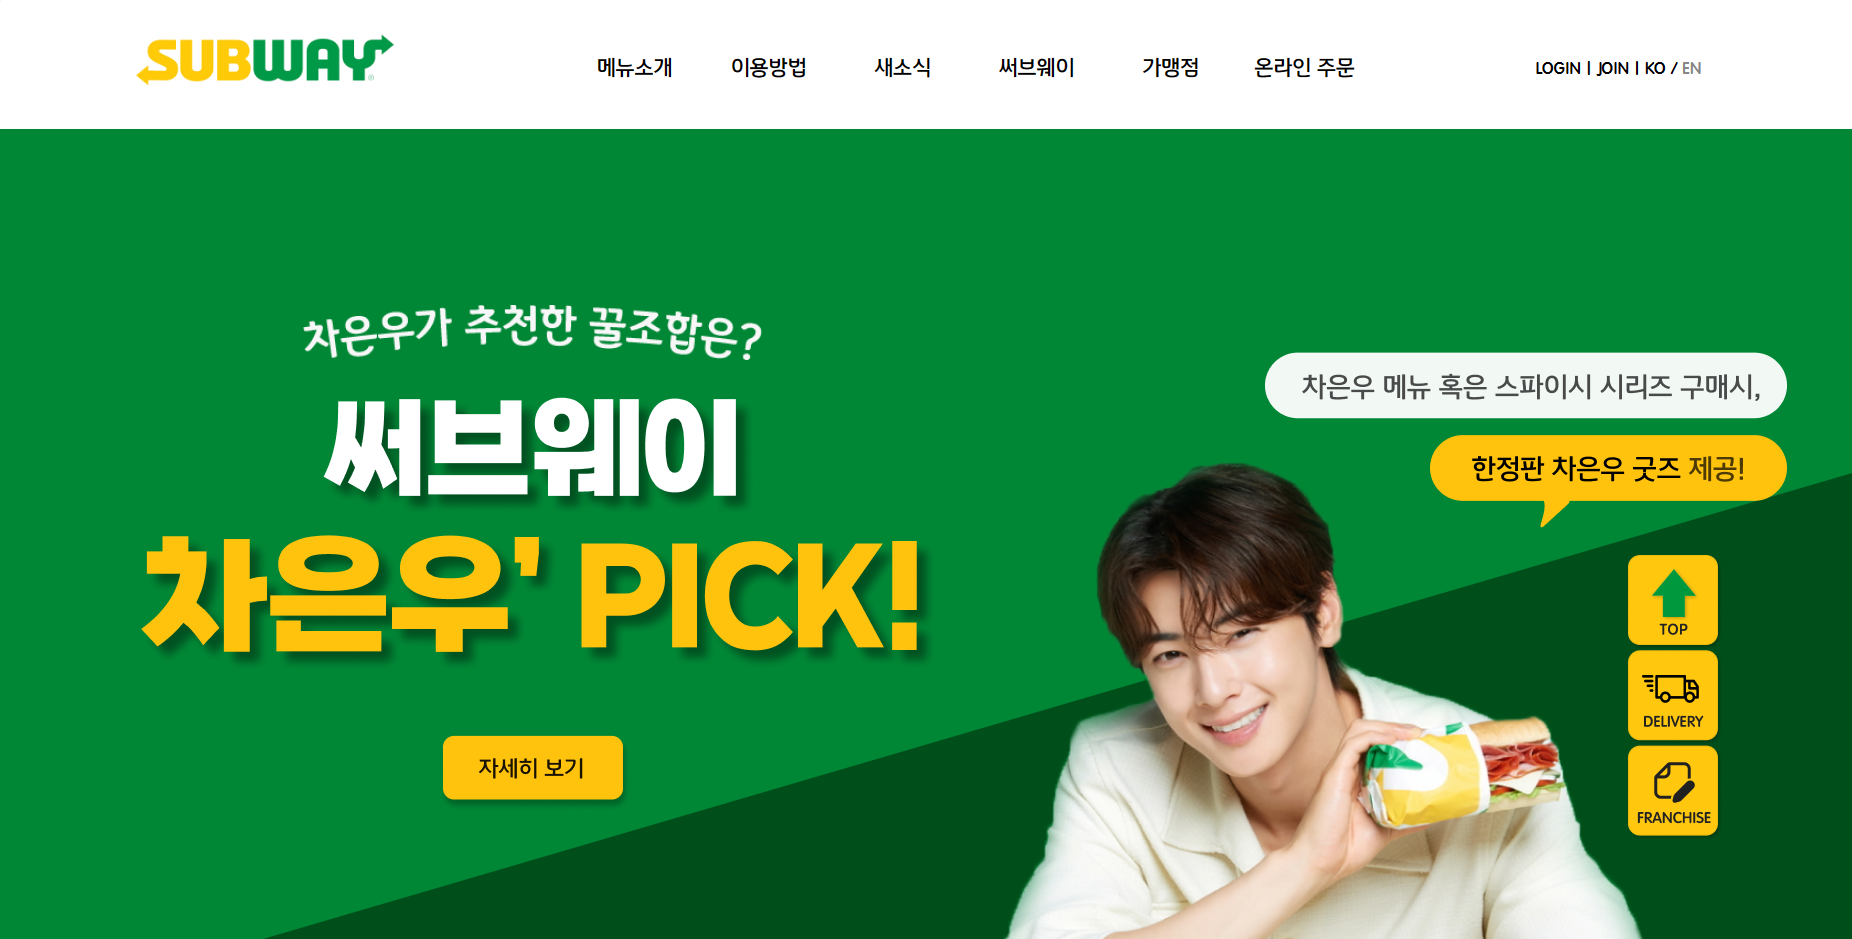 SUBWAY®
메뉴소개 이용방법 새소식 써브웨이 가맹점 온라인 주문
LOGIN | JOIN | KO / EN
차은우가 추천한 꿀조합은?
써브웨이
차은우' PICK!
자세히 보기
차은우 메뉴 혹은 스파이시 시리즈 구매시,
한정판 차은우 굿즈 제공!
TOP
DELIVERY
FRANCHISE